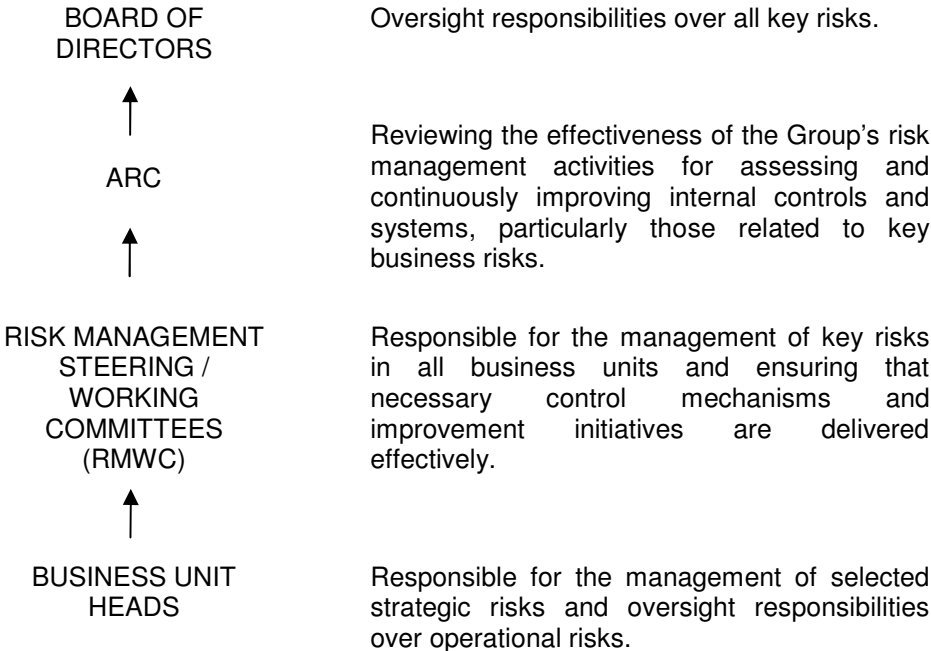 BOARD OF
DIRECTORS
Oversight responsibilities over all key risks.
ARC
Reviewing the effectiveness of the Group’s risk
management activities for assessing and
continuously improving internal controls and
systems, particularly those related to key
business risks.
RISK MANAGEMENT
STEERING /
WORKING
COMMITTEES
(RMWC)
Responsible for the management of key risks
in all business units and ensuring that
necessary control mechanisms and
improvement initiatives are delivered
effectively.
BUSINESS UNIT
HEADS
Responsible for the management of selected
strategic risks and oversight responsibilities
over operational risks.